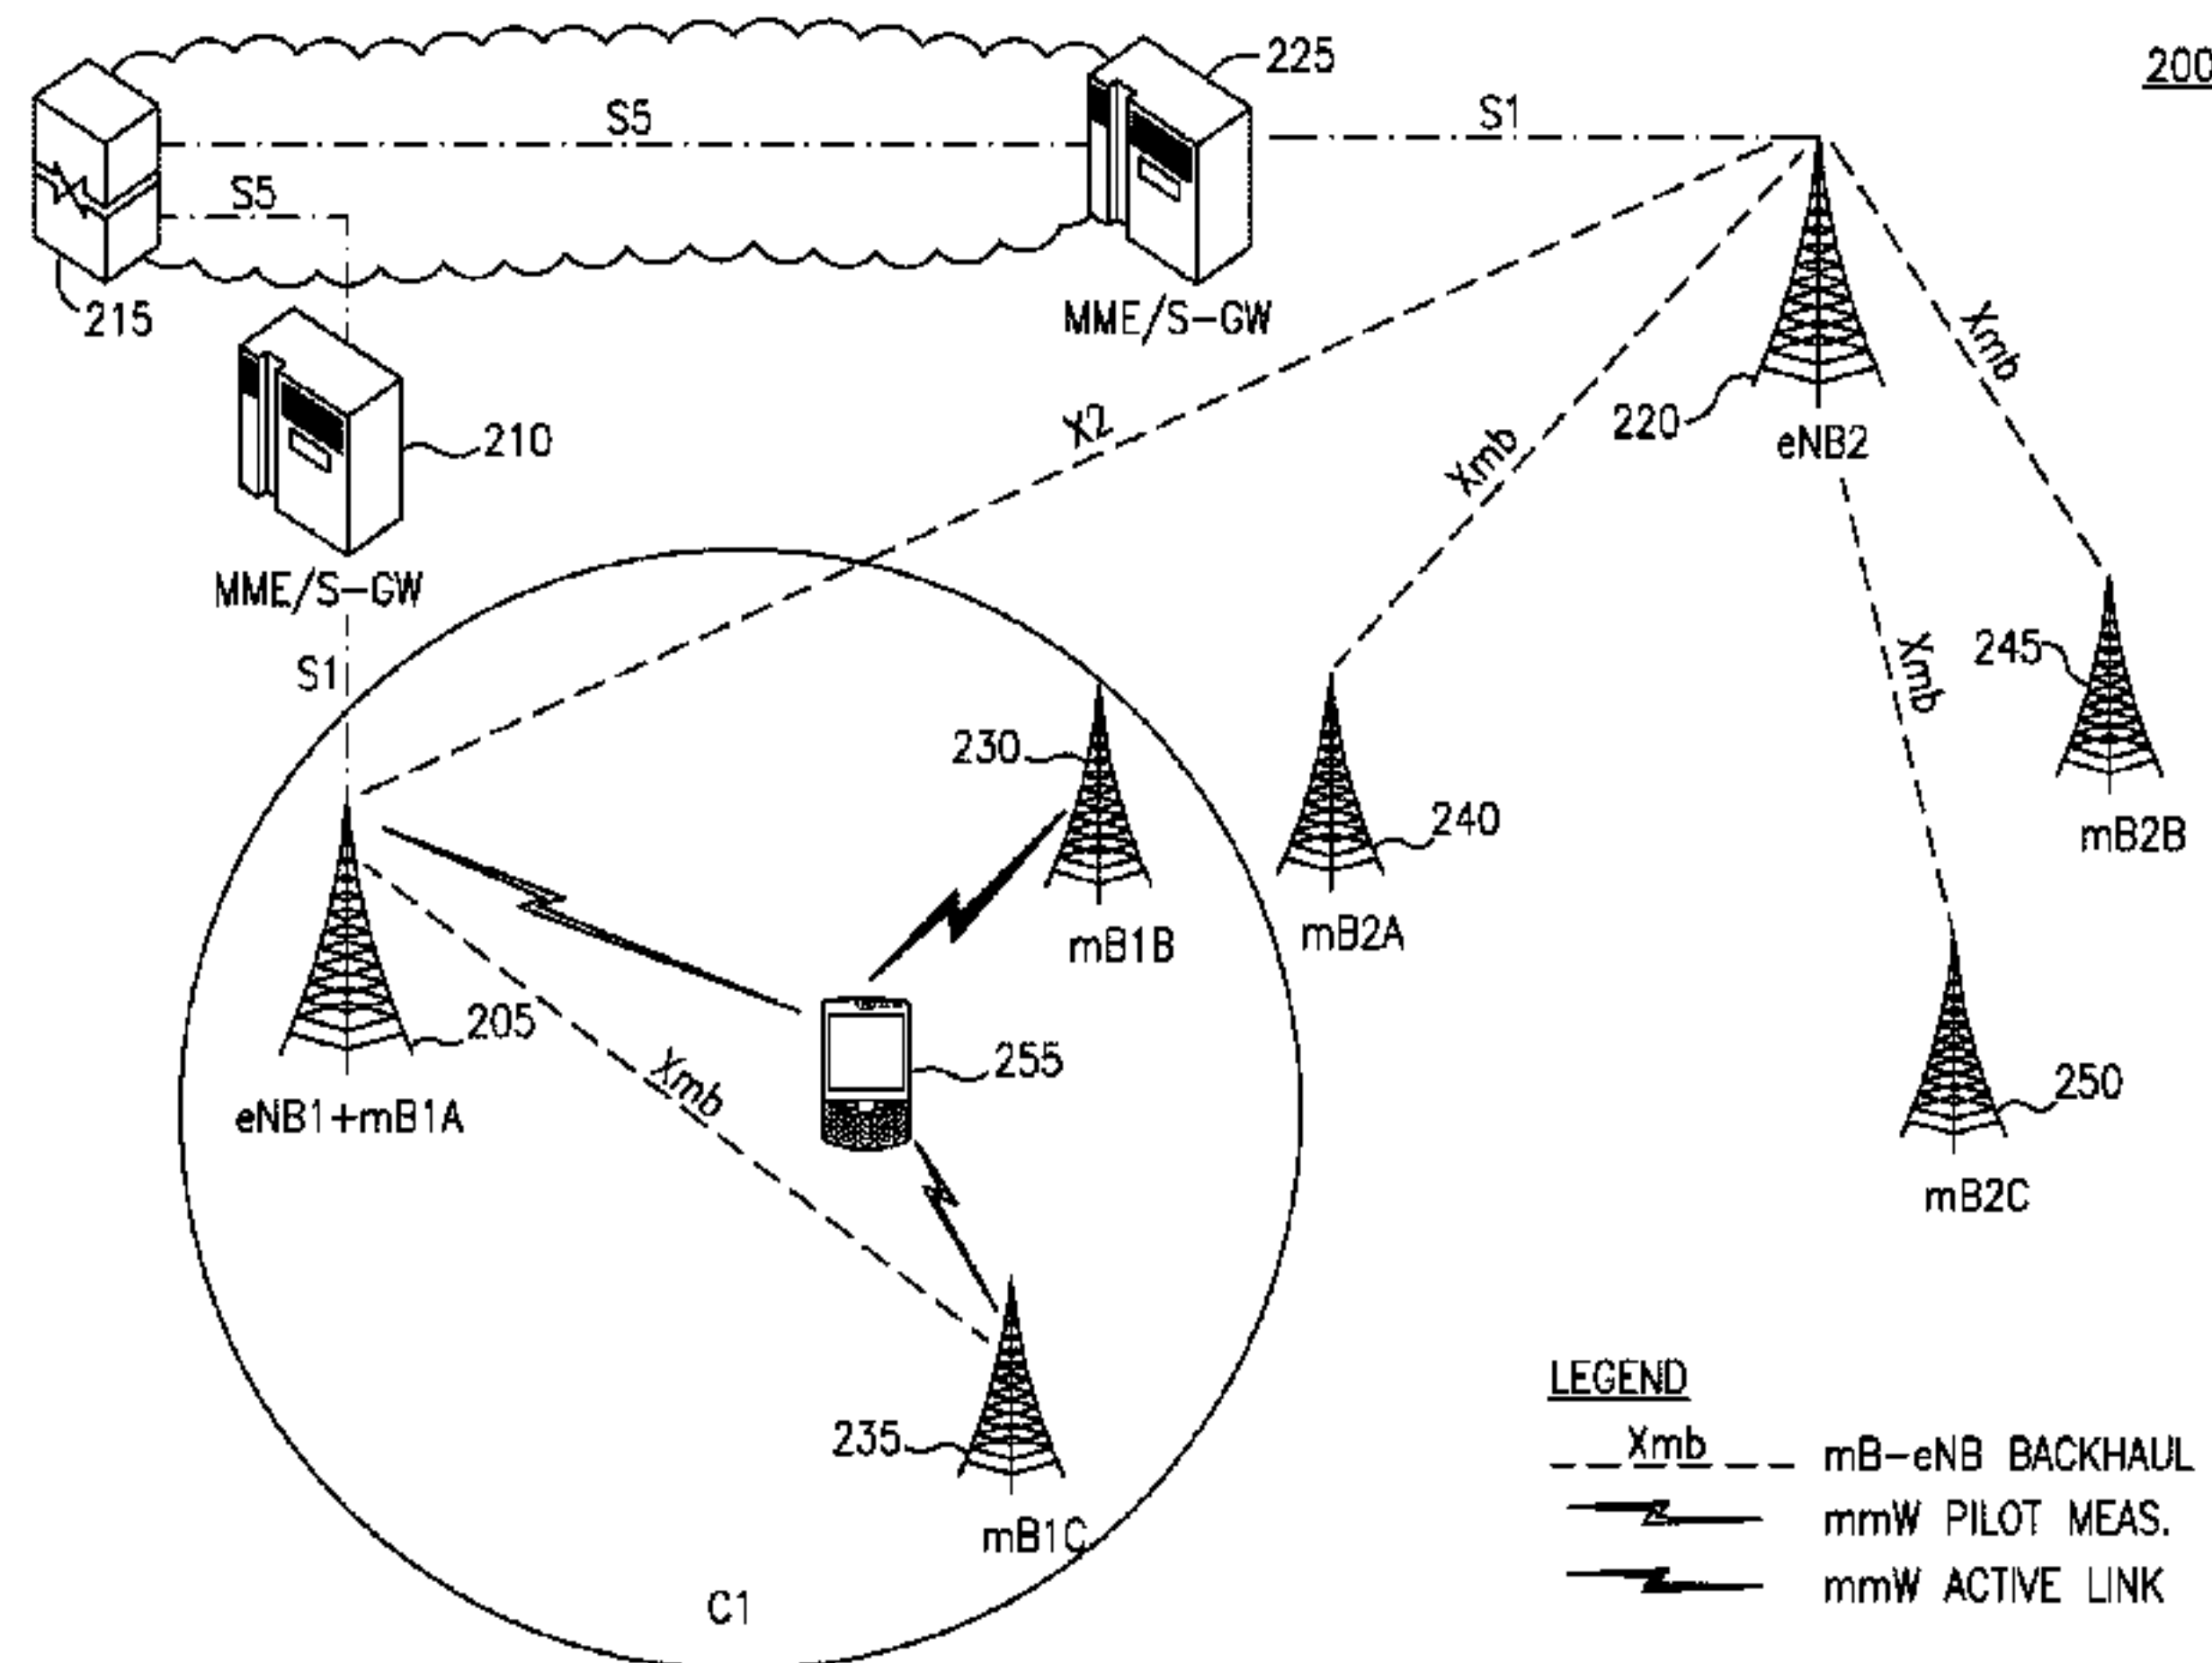 200
225
S5
S1
S5
215
MME/S-GW
220
eNB2
Xmb
X2
Xmb
210
MME/S-GW
S1
Xmb
245
mB2B
230
240
mB1B
mB2A
205
eNB1+mB1A
Xmb
255
250
mB2C
235
mB1C
C1
LEGEND
Xmb mB-eNB BACKHAUL
mmW PILOT MEAS.
mmW ACTIVE LINK